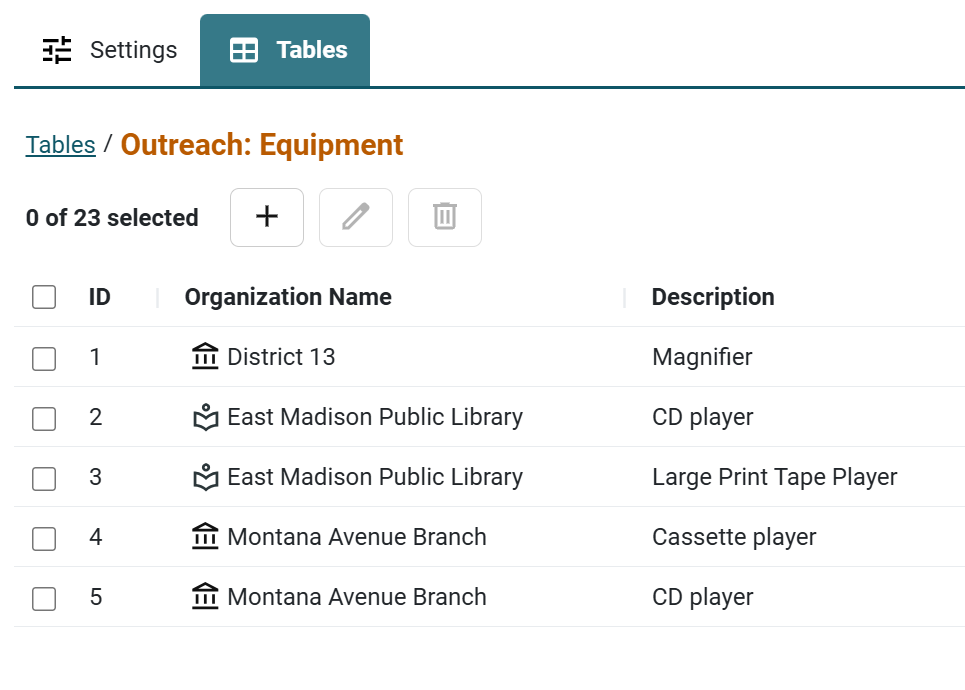 Settings Tables
Tables / Outreach: Equipment
0 of 23 selected
ID Organization Name Description
1 District 13 Magnifier
2 East Madison Public Library CD player
3 East Madison Public Library Large Print Tape Player
4 Montana Avenue Branch Cassette player
5 Montana Avenue Branch CD player